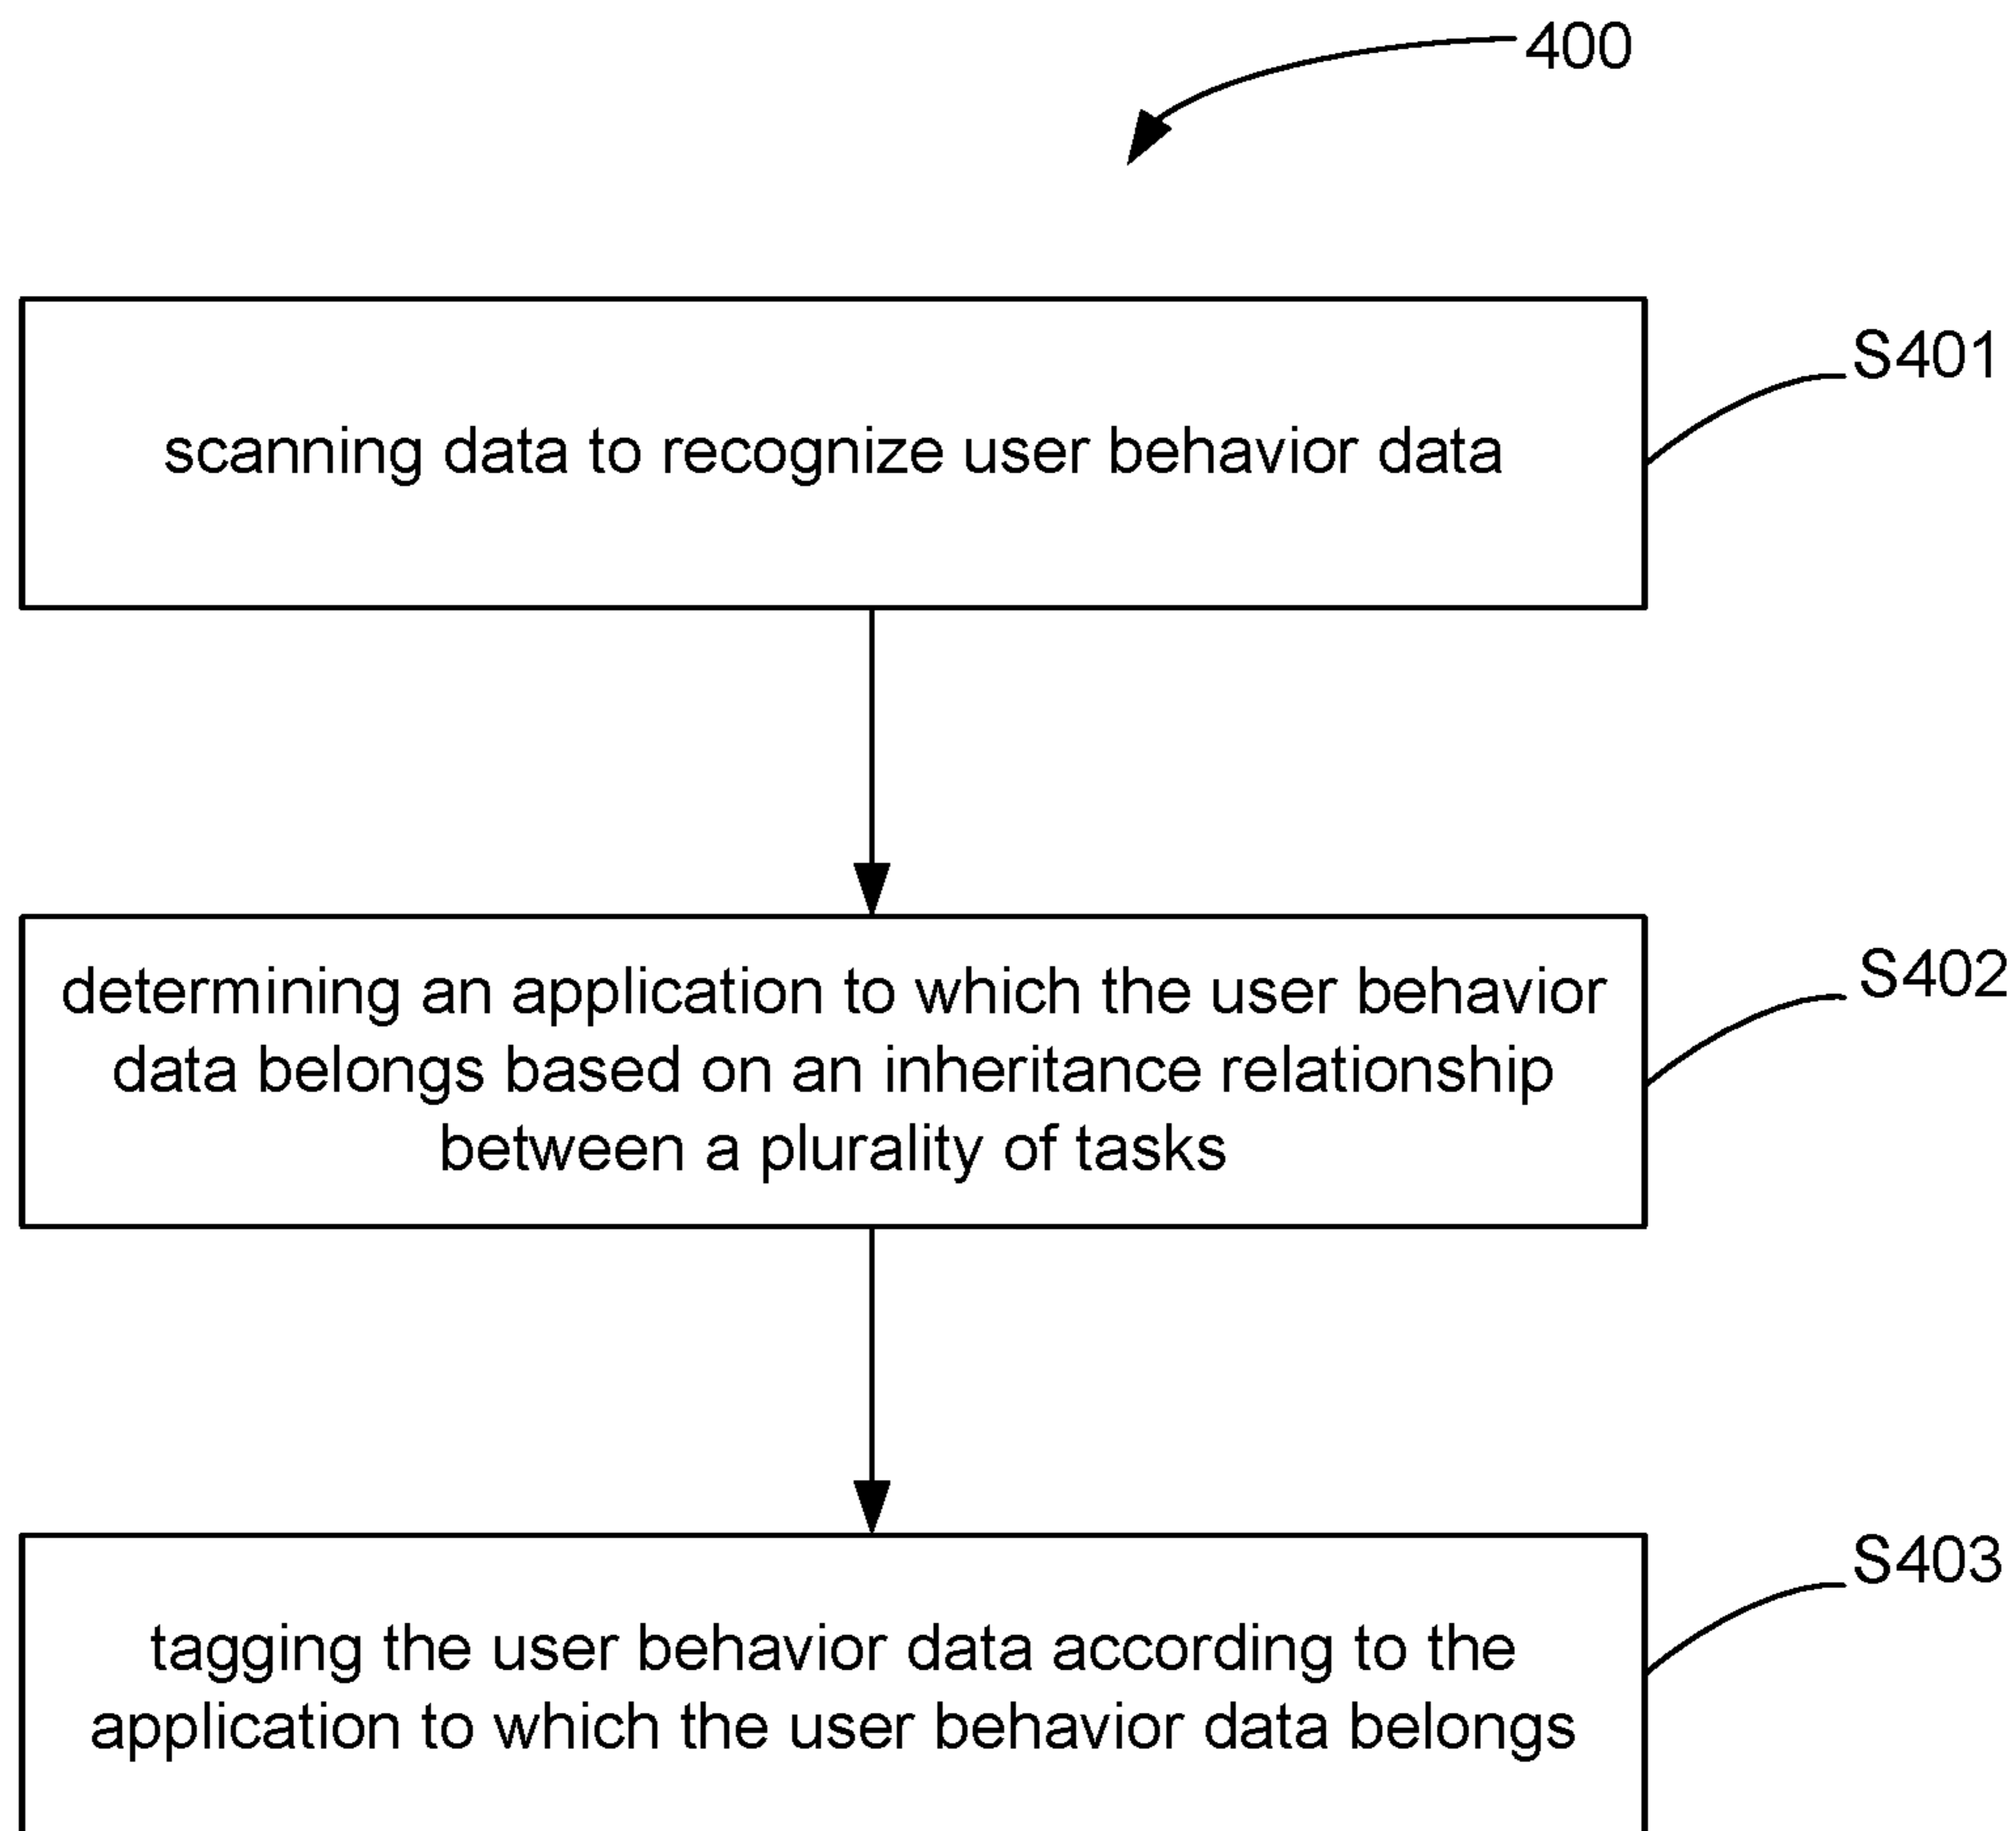 400
S401
scanning data to recognize user behavior data
S402
determining an application to which the user behavior
data belongs based on an inheritance relationship
between a plurality of tasks
S403
tagging the user behavior data according to the
application to which the user behavior data belongs